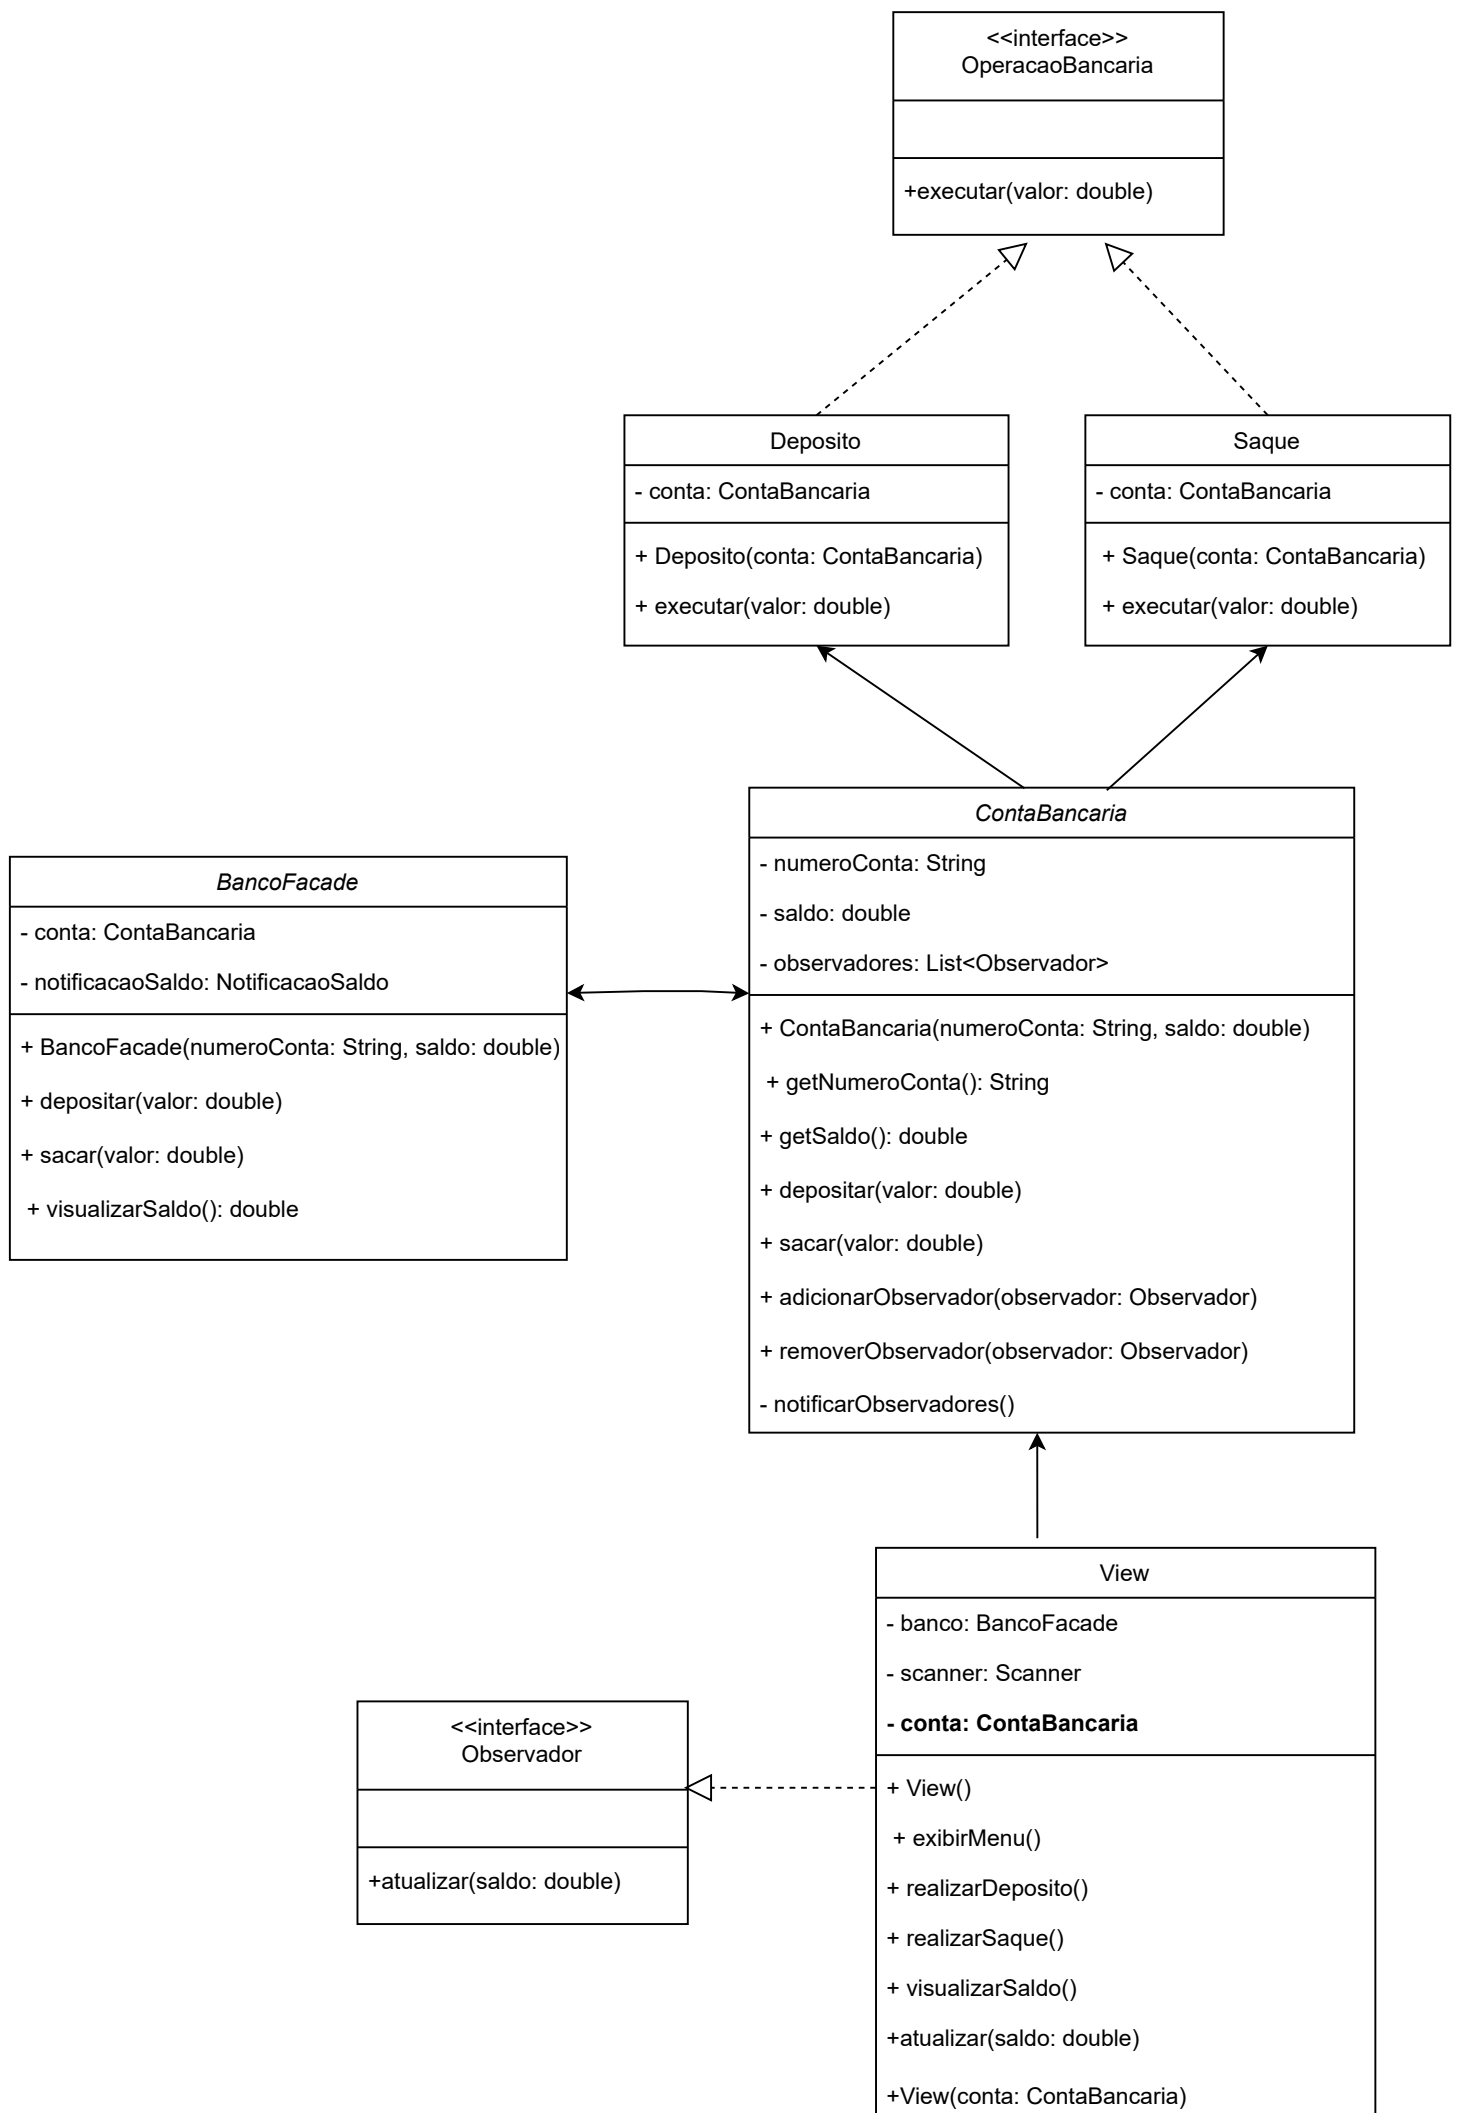 <<interface>>
OperacaoBancaria
+executar(valor: double)
Deposito
- conta: ContaBancaria
+ Deposito(conta: ContaBancaria)
+ executar(valor: double)
Saque
- conta: ContaBancaria
+ Saque(conta: ContaBancaria)
+ executar(valor: double)
BancoFacade
- conta: ContaBancaria
- notificacaoSaldo: NotificacaoSaldo
+ BancoFacade(numeroConta: String, saldo: double)
+ depositar(valor: double)
+ sacar(valor: double)
+ visualizarSaldo(): double
ContaBancaria
- numeroConta: String
- saldo: double
- observadores: List<Observador>
+ ContaBancaria(numeroConta: String, saldo: double)
+ getNumeroConta(): String
+ getSaldo(): double
+ depositar(valor: double)
+ sacar(valor: double)
+ adicionarObservador(observador: Observador)
+ removerObservador(observador: Observador)
- notificarObservadores()
<<interface>>
Observador
+atualizar(saldo: double)
View
- banco: BancoFacade
- scanner: Scanner
- conta: ContaBancaria
+ View()
+ exibirMenu()
+ realizarDeposito()
+ realizarSaque()
+ visualizarSaldo()
+atualizar(saldo: double)
+View(conta: ContaBancaria)